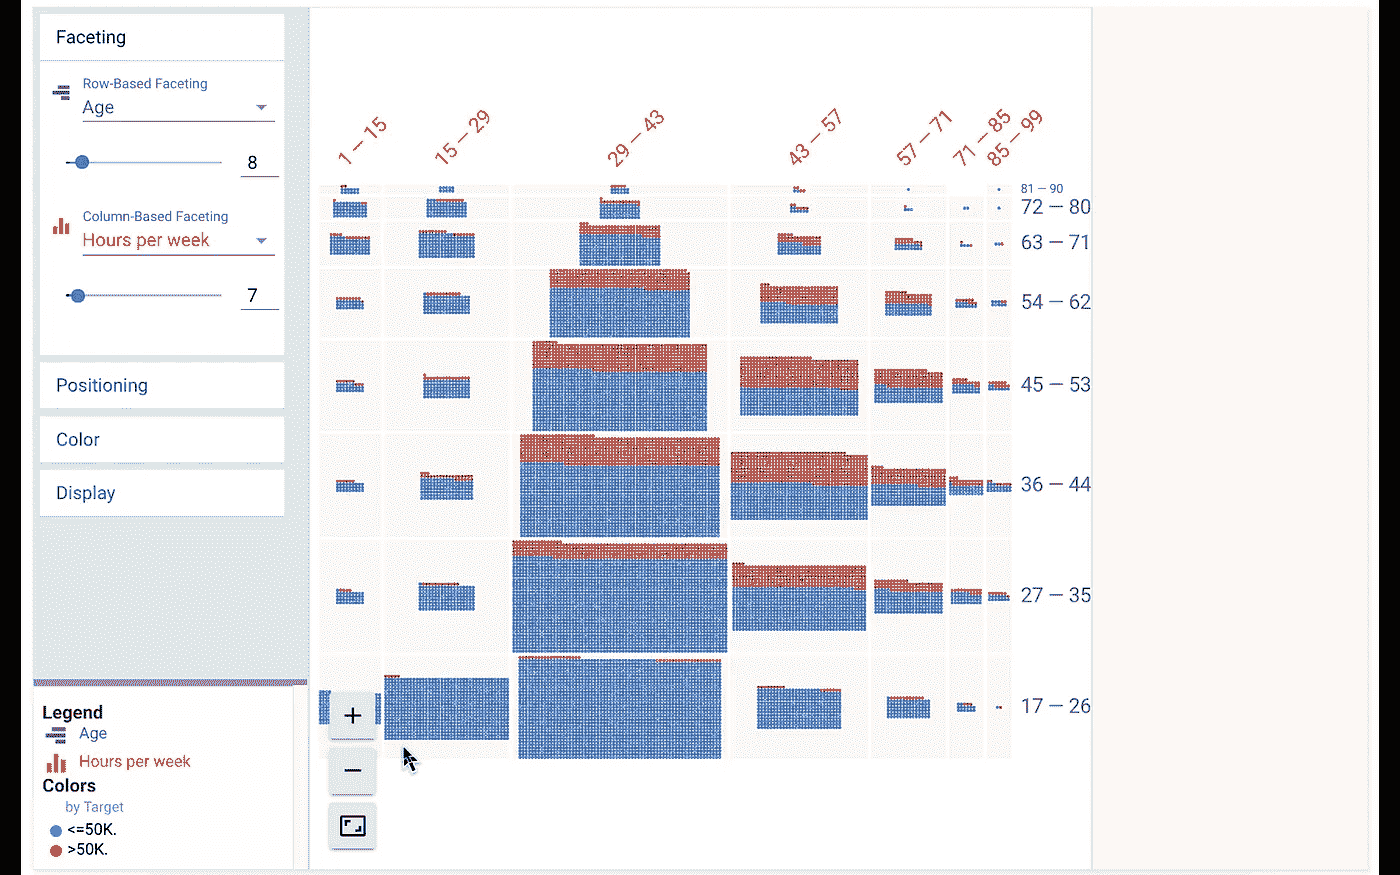 Faceting
Row-Based Faceting
Age
8
Column-Based Faceting
Hours per week
7
Positioning
Color
Display
Legend
Age
Hours per week
Colors
by Target
<=50K.
>50K.
1 — 15
15 — 29
29 — 43
43 — 57
57 — 71
71 — 85
85 — 99
81 — 90
72 — 80
63 — 71
54 — 62
45 — 53
36 — 44
27 — 35
17 — 26